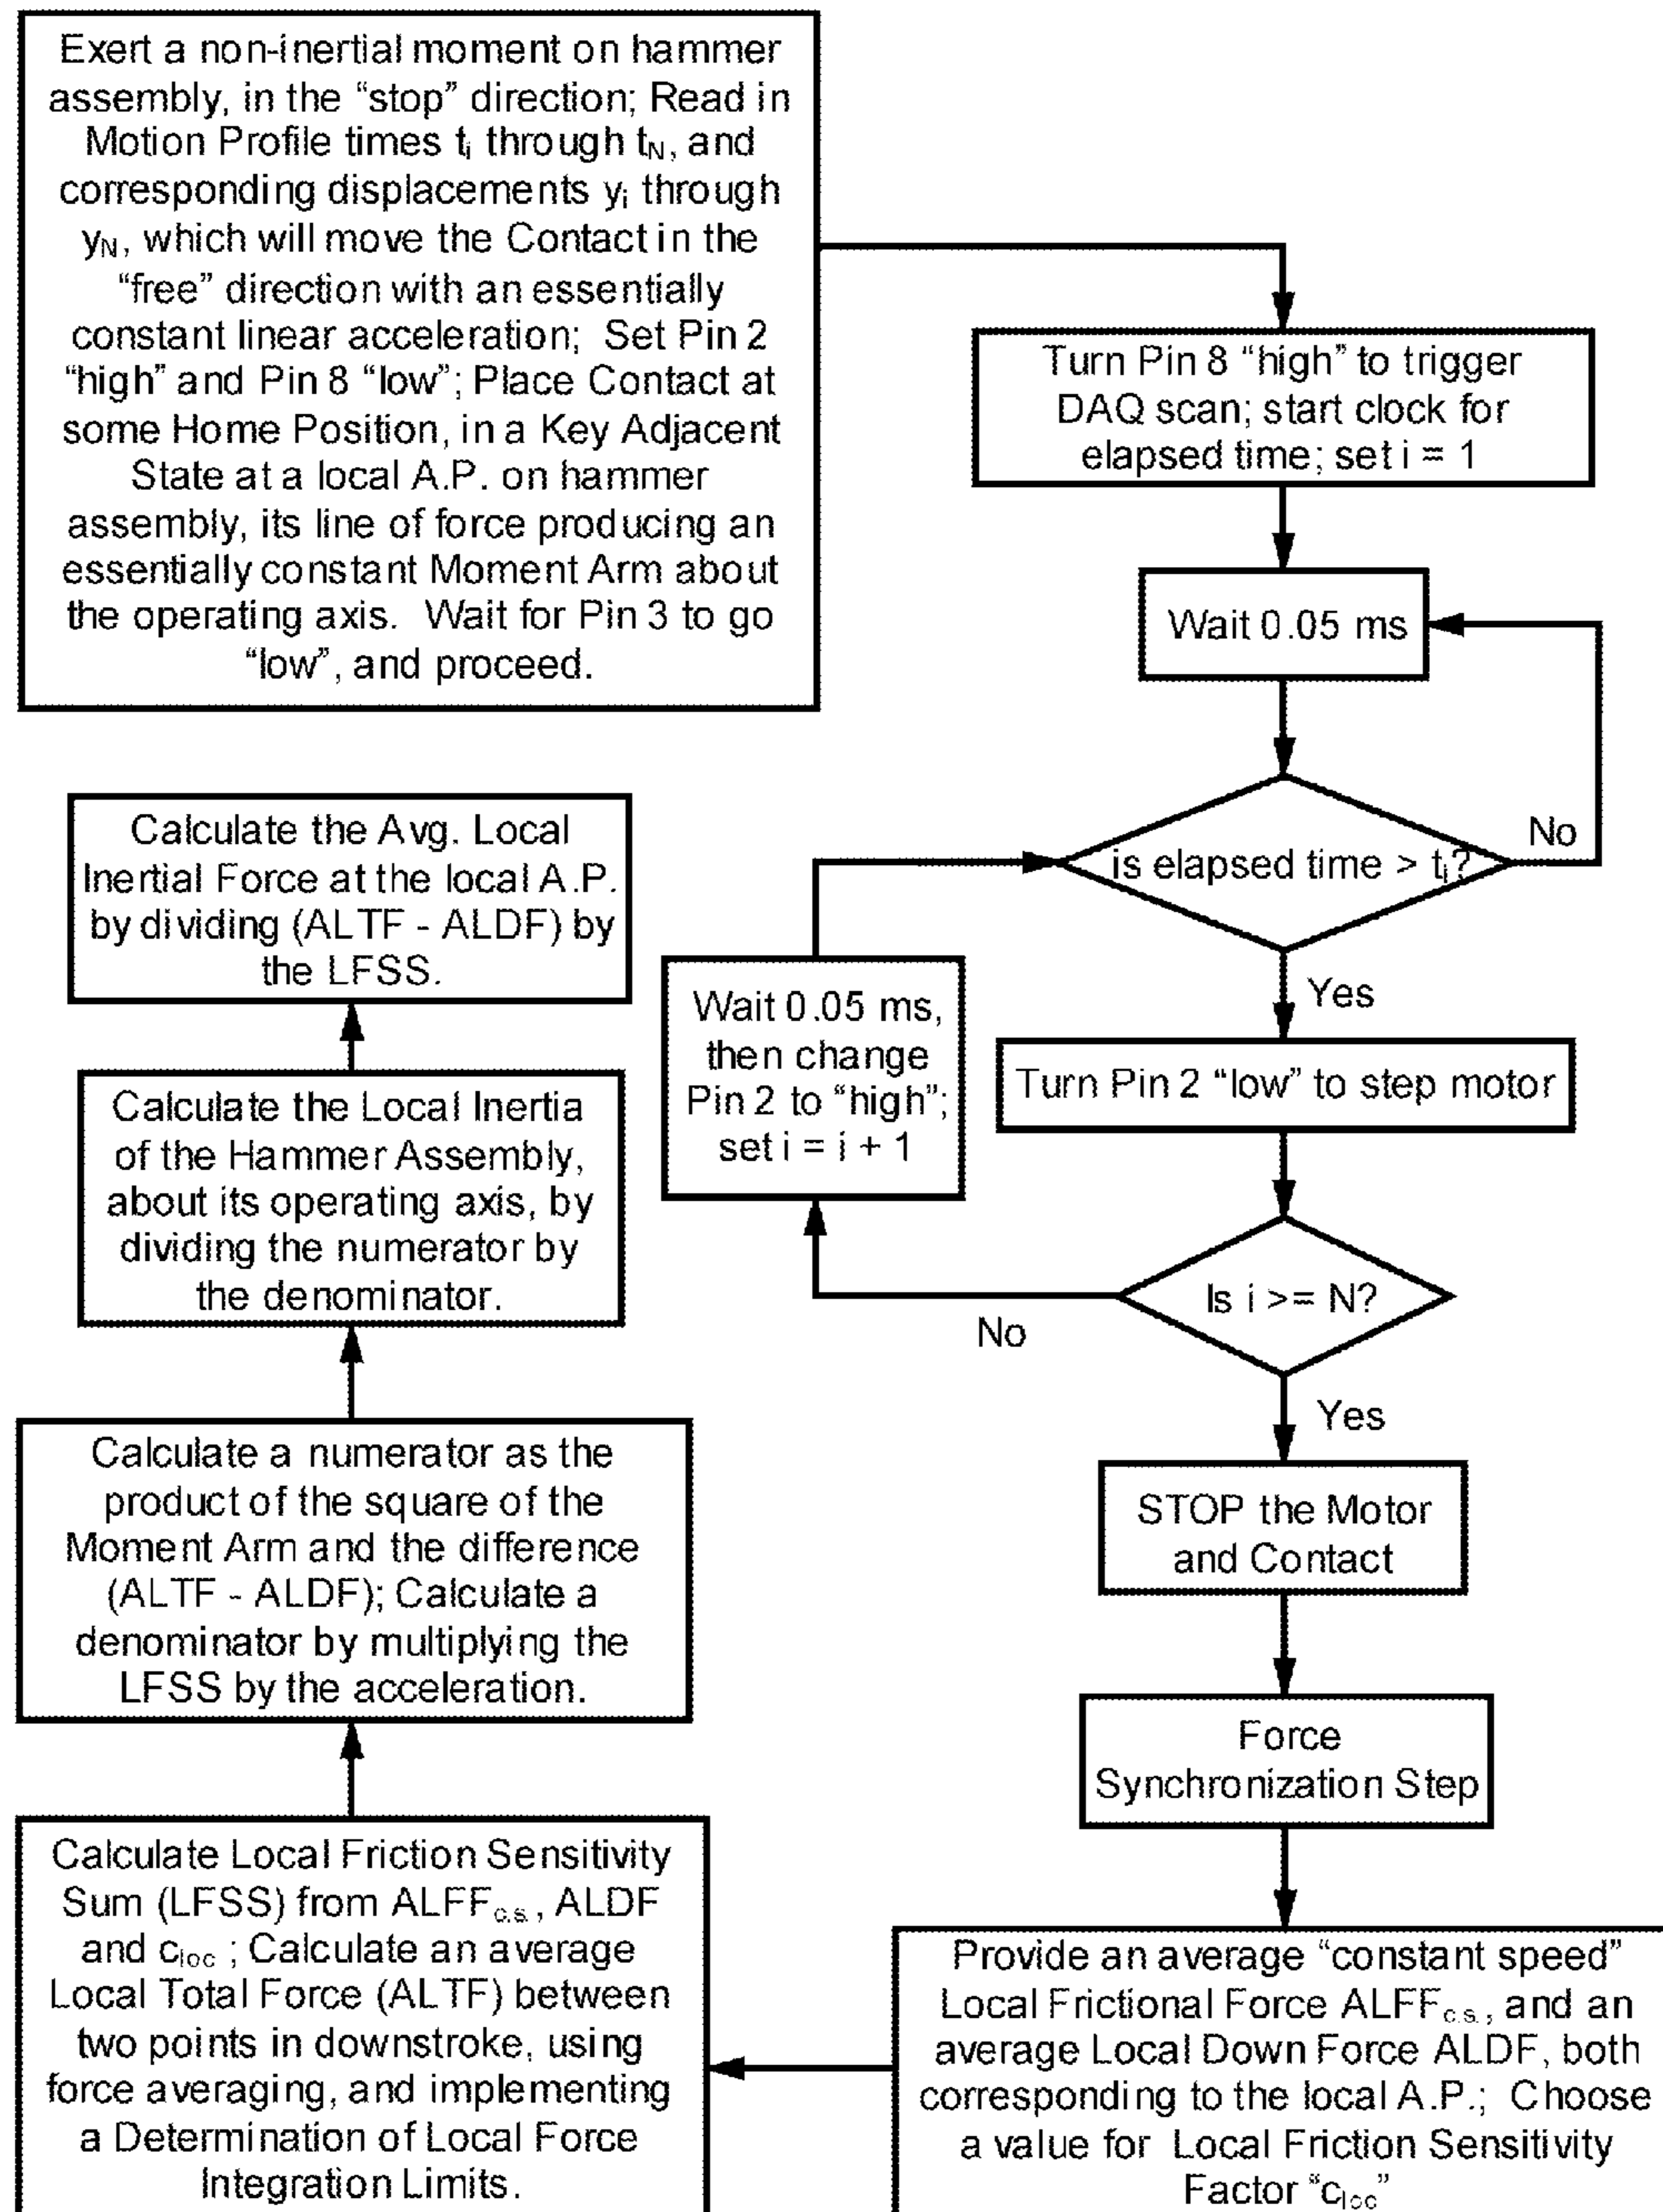 Exert a non-inertial moment on hammer
assembly, in the “stop” direction; Read in
Motion Profile times tᵢ through t_N, and
corresponding displacements yᵢ through
y_N, which will move the Contact in the
“free” direction with an essentially
constant linear acceleration; Set Pin 2
“high” and Pin 8 “low”; Place Contact at
some Home Position, in a Key Adjacent
State at a local A.P. on hammer
assembly, its line of force producing an
essentially constant Moment Arm about
the operating axis. Wait for Pin 3 to go
“low”, and proceed.
Turn Pin 8 “high” to trigger
DAQ scan; start clock for
elapsed time; set i = 1
Wait 0.05 ms
is elapsed time > tᵢ?
No
Yes
Turn Pin 2 “low” to step motor
Is i >= N?
No
Wait 0.05 ms,
then change
Pin 2 to “high”;
set i = i + 1
Yes
STOP the Motor
and Contact
Force
Synchronization Step
Provide an average “constant speed”
Local Frictional Force ALFF_c.s., and an
average Local Down Force ALDF, both
corresponding to the local A.P.; Choose
a value for Local Friction Sensitivity
Factor “c_loc”
Calculate Local Friction Sensitivity
Sum (LFSS) from ALFF_c.s., ALDF
and c_loc ; Calculate an average
Local Total Force (ALTF) between
two points in downstroke, using
force averaging, and implementing
a Determination of Local Force
Integration Limits.
Calculate a numerator as the
product of the square of the
Moment Arm and the difference
(ALTF - ALDF); Calculate a
denominator by multiplying the
LFSS by the acceleration.
Calculate the Local Inertia
of the Hammer Assembly,
about its operating axis, by
dividing the numerator by
the denominator.
Calculate the Avg. Local
Inertial Force at the local A.P.
by dividing (ALTF - ALDF) by
the LFSS.